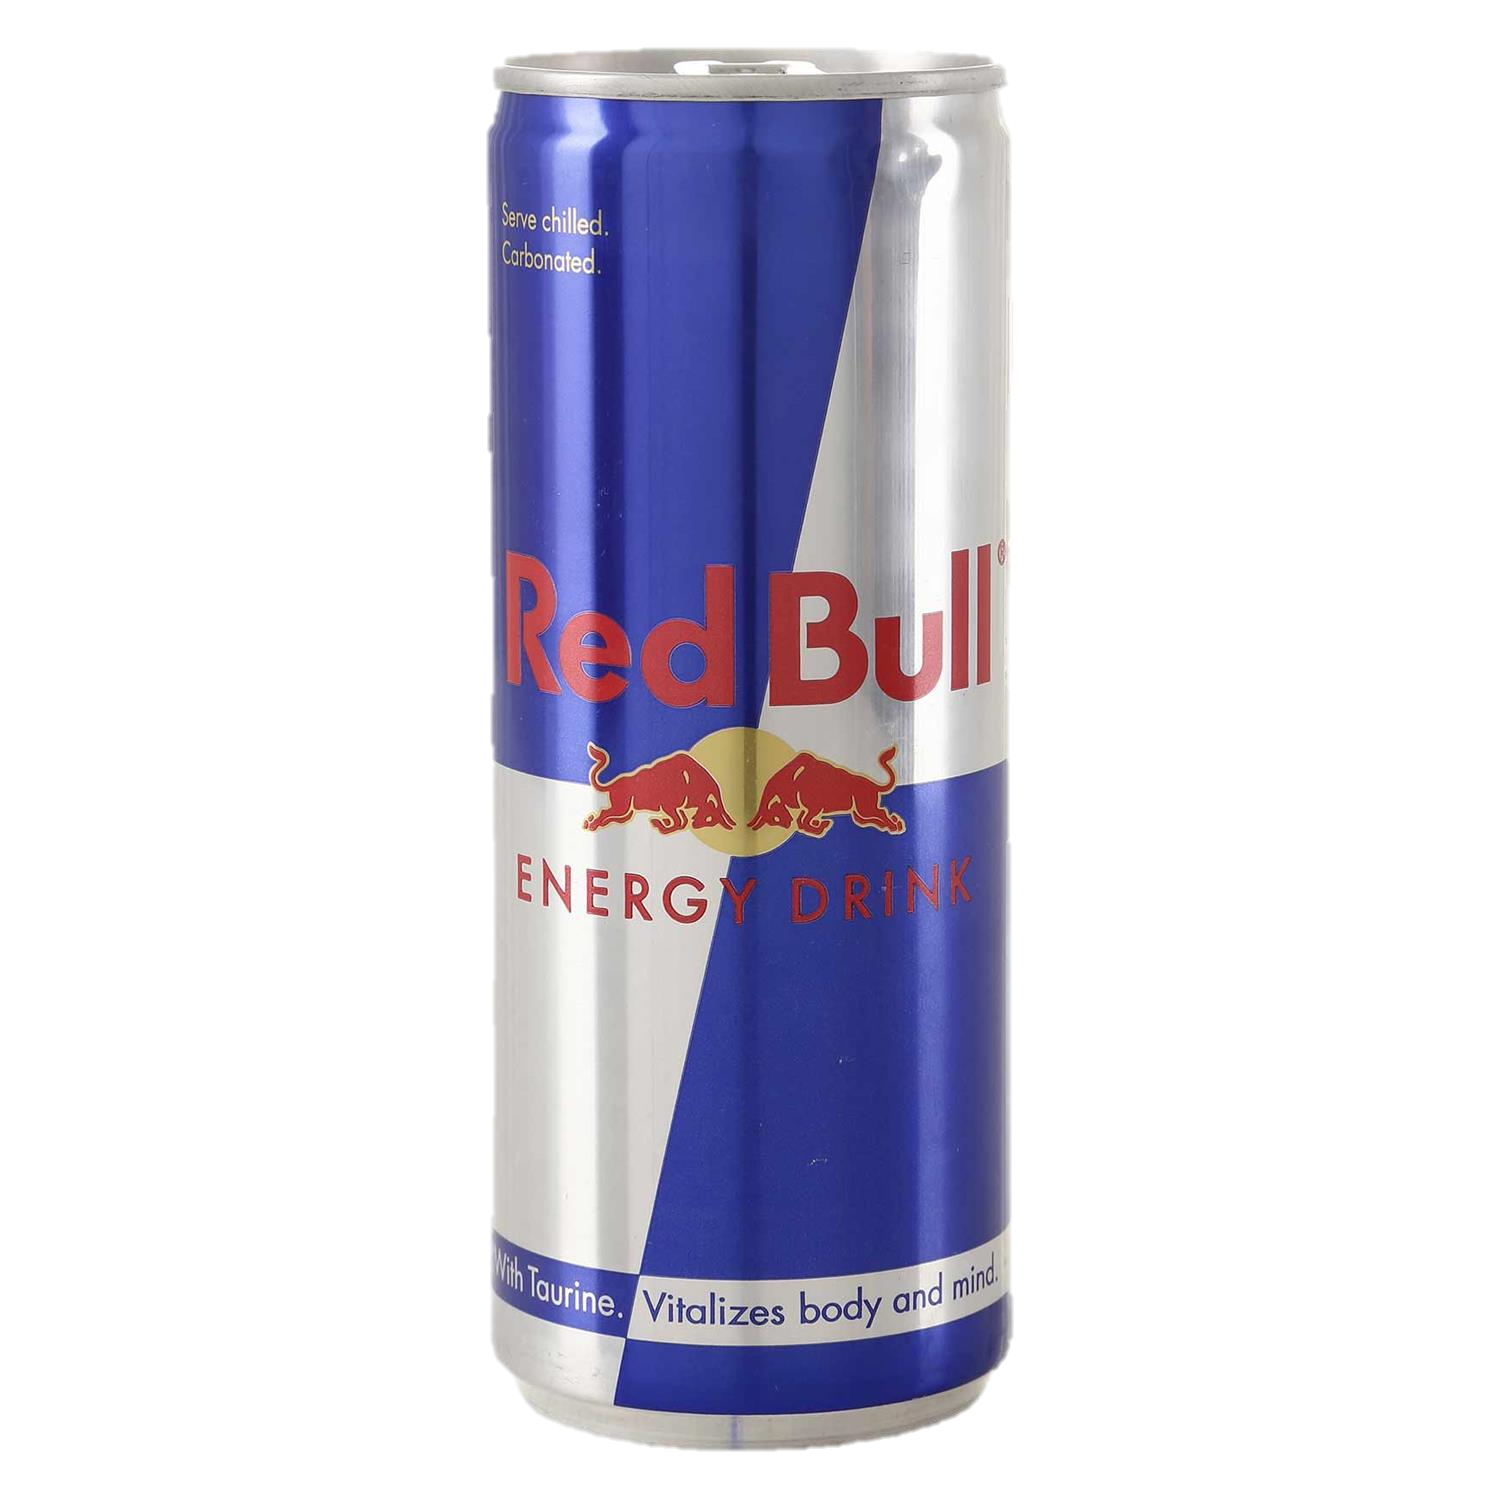 Serve chilled.
Carbonated.
Red Bull®
ENERGY DRINK
With Taurine. Vitalizes body and mind.